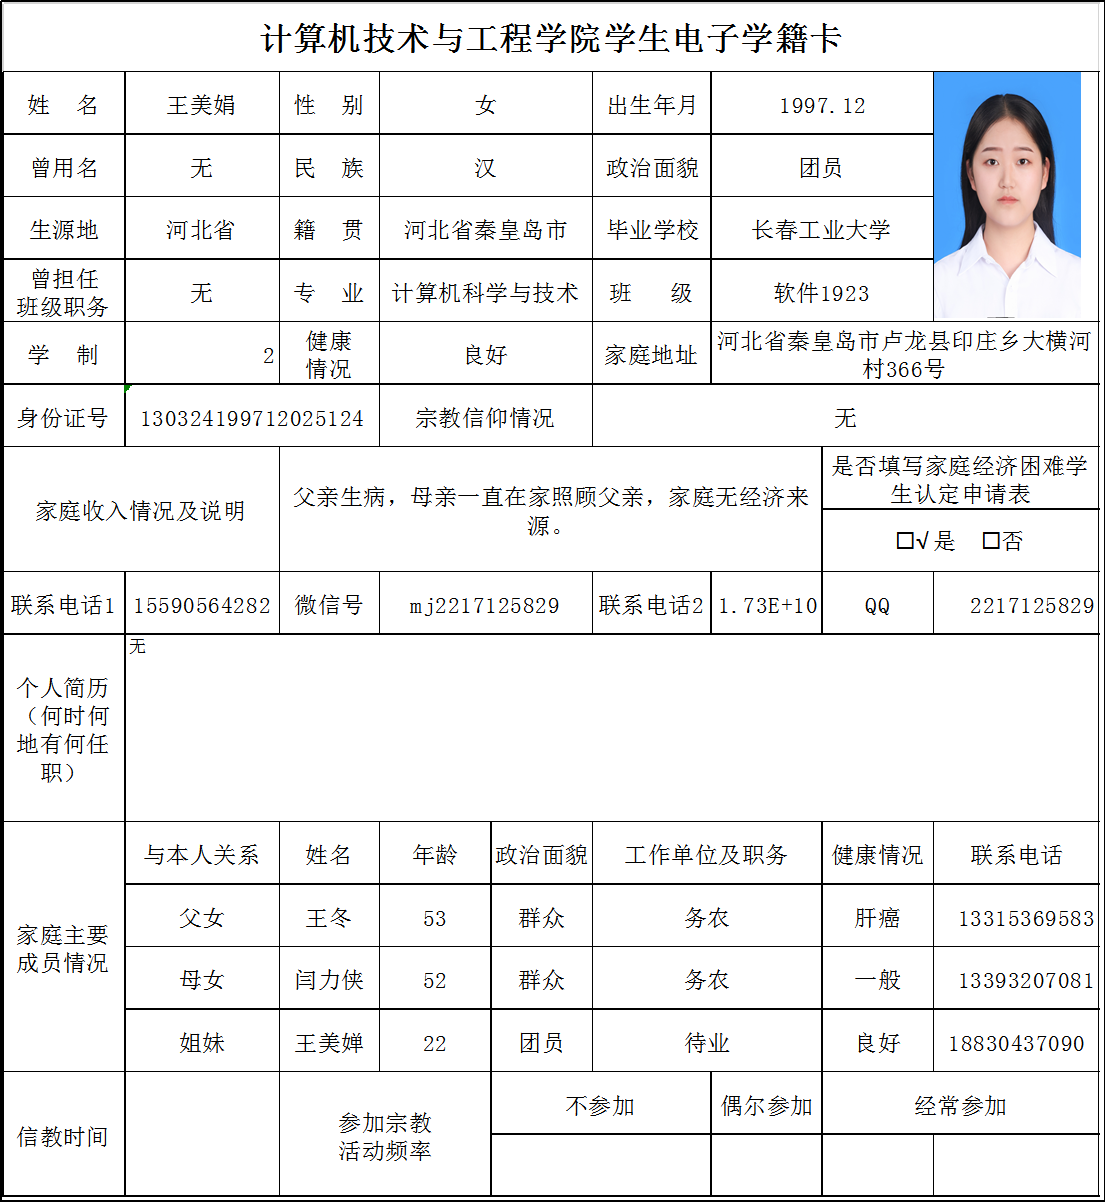 计算机技术与工程学院学生电子学籍卡
姓 名 王美娟 性 别 女 出生年月 1997.12
曾用名 无 民 族 汉 政治面貌 团员
生源地 河北省 籍 贯 河北省秦皇岛市 毕业学校 长春工业大学
曾担任
班级职务 无 专 业 计算机科学与技术 班 级 软件1923
学 制 2 健康
情况 良好 家庭地址 河北省秦皇岛市卢龙县印庄乡大横河
村366号
身份证号 130324199712025124 宗教信仰情况 无
家庭收入情况及说明 父亲生病，母亲一直在家照顾父亲，家庭无经济来
源。
是否填写家庭经济困难学
生认定申请表
□√是 □否
联系电话1 15590564282 微信号 mj2217125829 联系电话2 1.73E+10 QQ 2217125829
个人简历
（何时何
地有何任
职） 无
家庭主要
成员情况
与本人关系 姓名 年龄 政治面貌 工作单位及职务 健康情况 联系电话
父女 王冬 53 群众 务农 肝癌 13315369583
母女 闫力侠 52 群众 务农 一般 13393207081
姐妹 王美婵 22 团员 待业 良好 18830437090
信教时间 参加宗教
活动频率 不参加 偶尔参加 经常参加